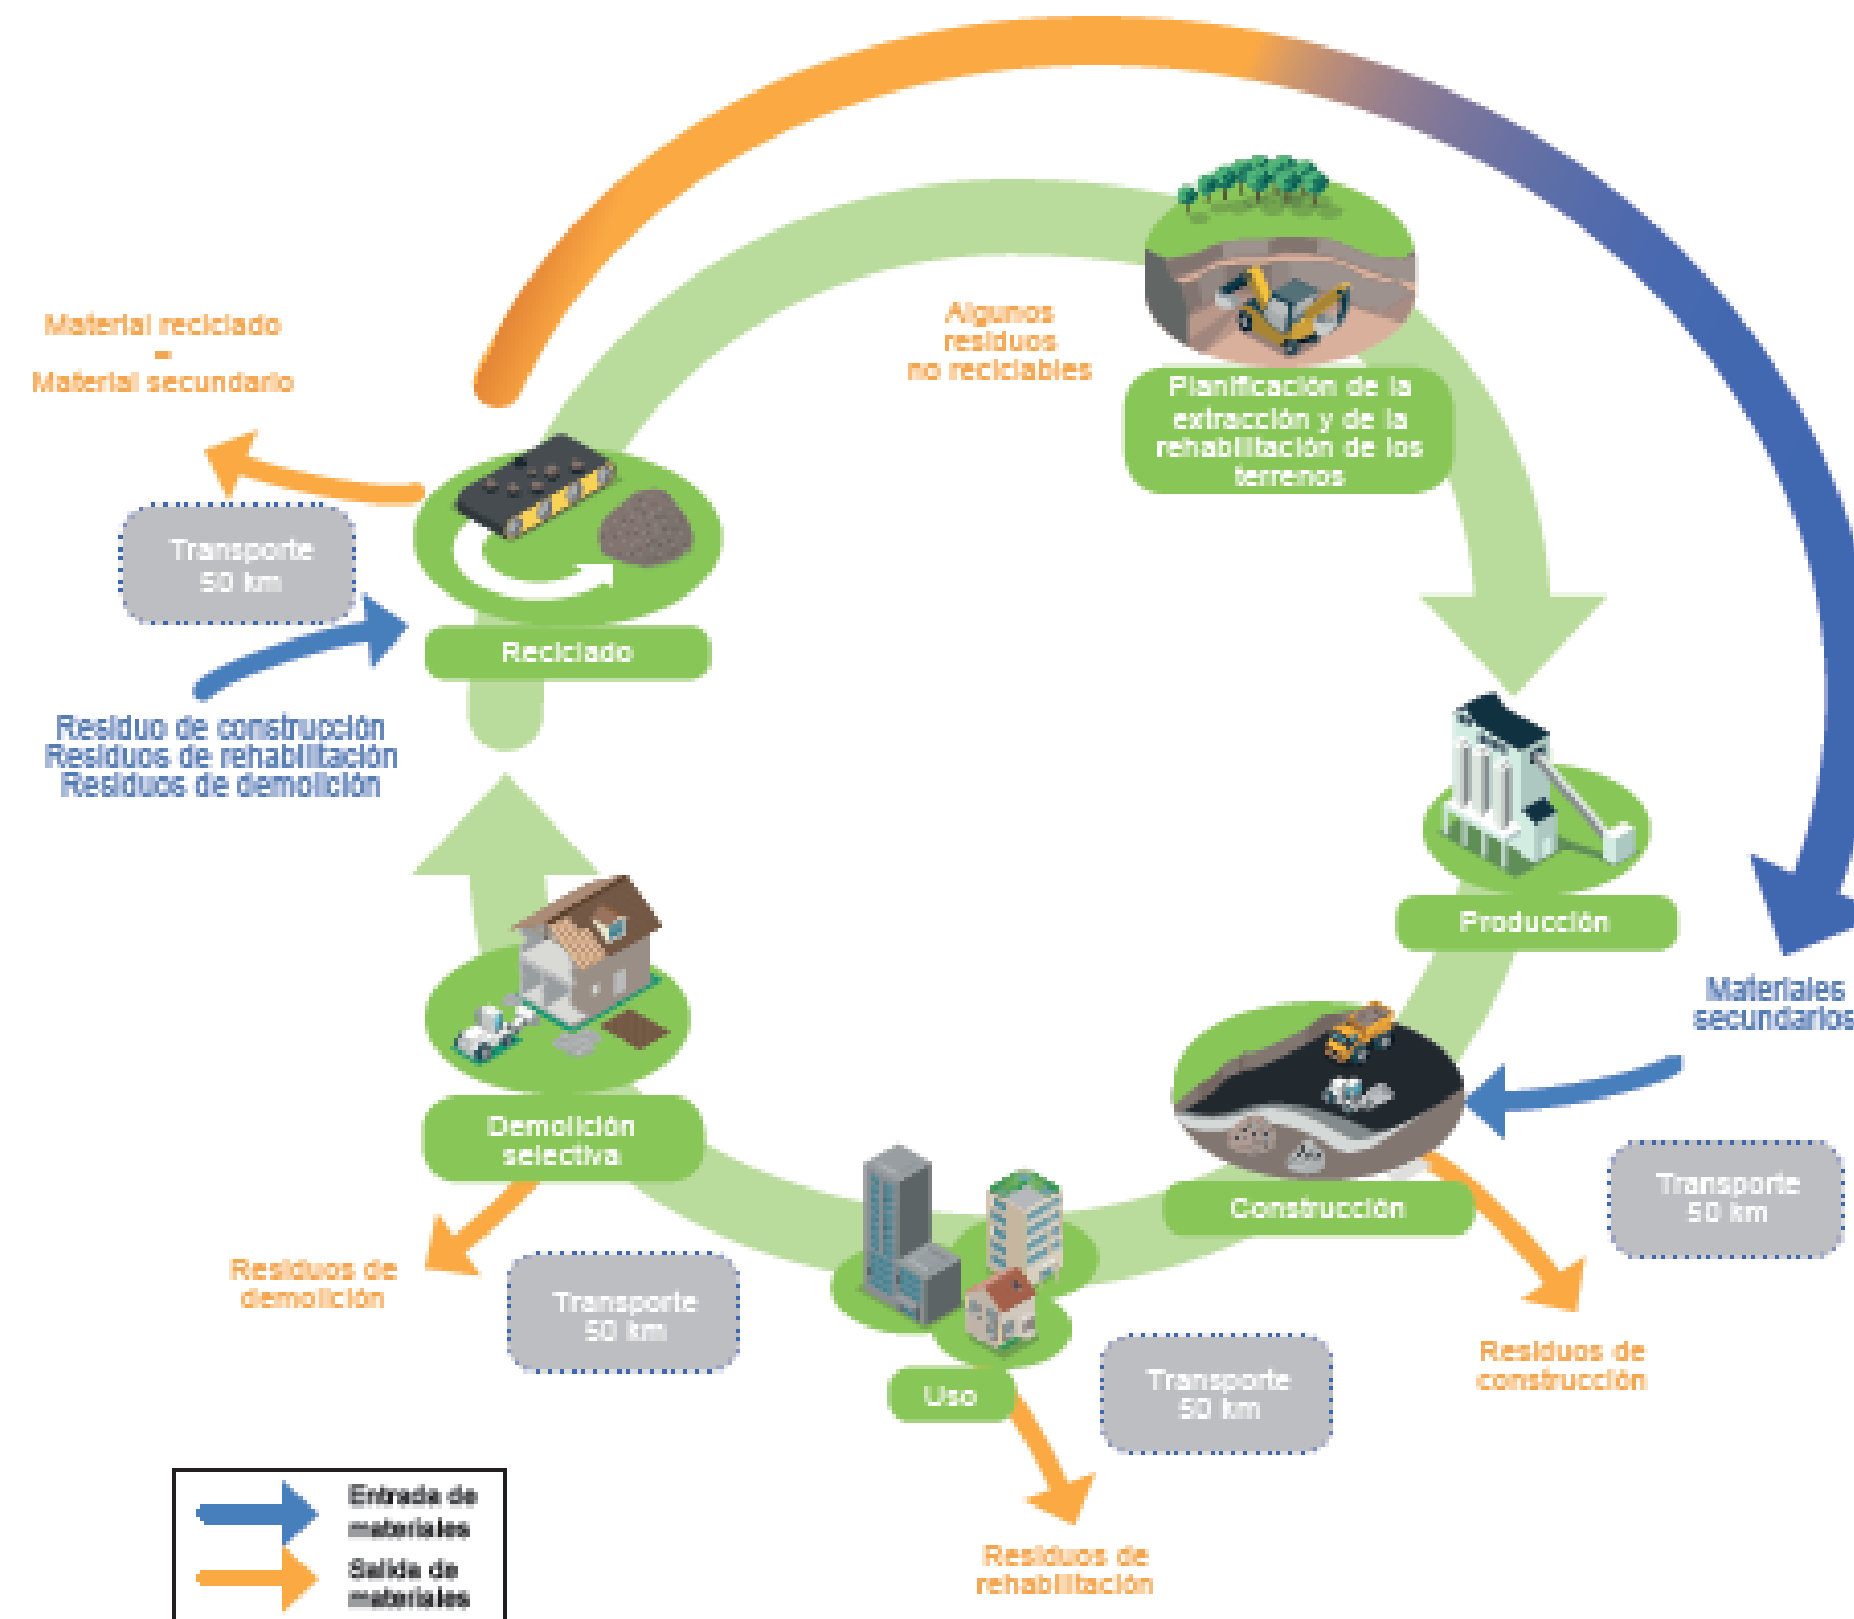 Material reciclado
=
Material secundario
Algunos
residuos
no reciclables
Planificación de la
extracción y de la
rehabilitación de los
terrenos
Transporte
50 km
Reciclado
Residuo de construcción
Residuos de rehabilitación
Residuos de demolición
Producción
Materiales
secundarios
Demolición
selectiva
Construcción
Transporte
50 km
Residuos de
demolición
Transporte
50 km
Uso
Transporte
50 km
Residuos de
construcción
Residuos de
rehabilitación
Entrada de
materiales
Salida de
materiales